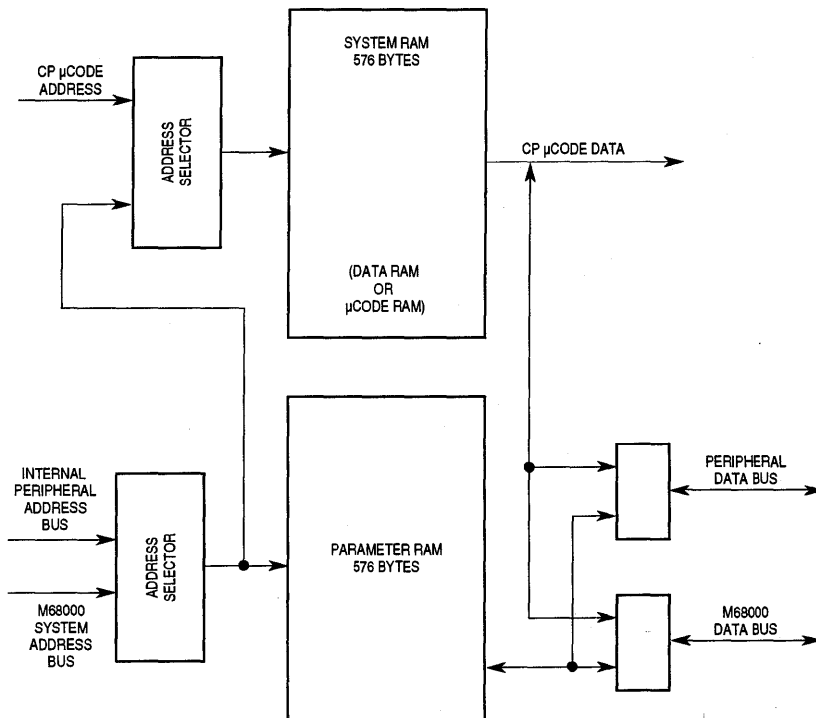 SYSTEM RAM
576 BYTES
CP µCODE
ADDRESS
ADDRESS
SELECTOR
CP µCODE DATA
(DATA RAM
OR
µCODE RAM)
INTERNAL
PERIPHERAL
ADDRESS
BUS
M68000
SYSTEM
ADDRESS
BUS
ADDRESS
SELECTOR
PARAMETER RAM
576 BYTES
PERIPHERAL
DATA BUS
M68000
DATA BUS